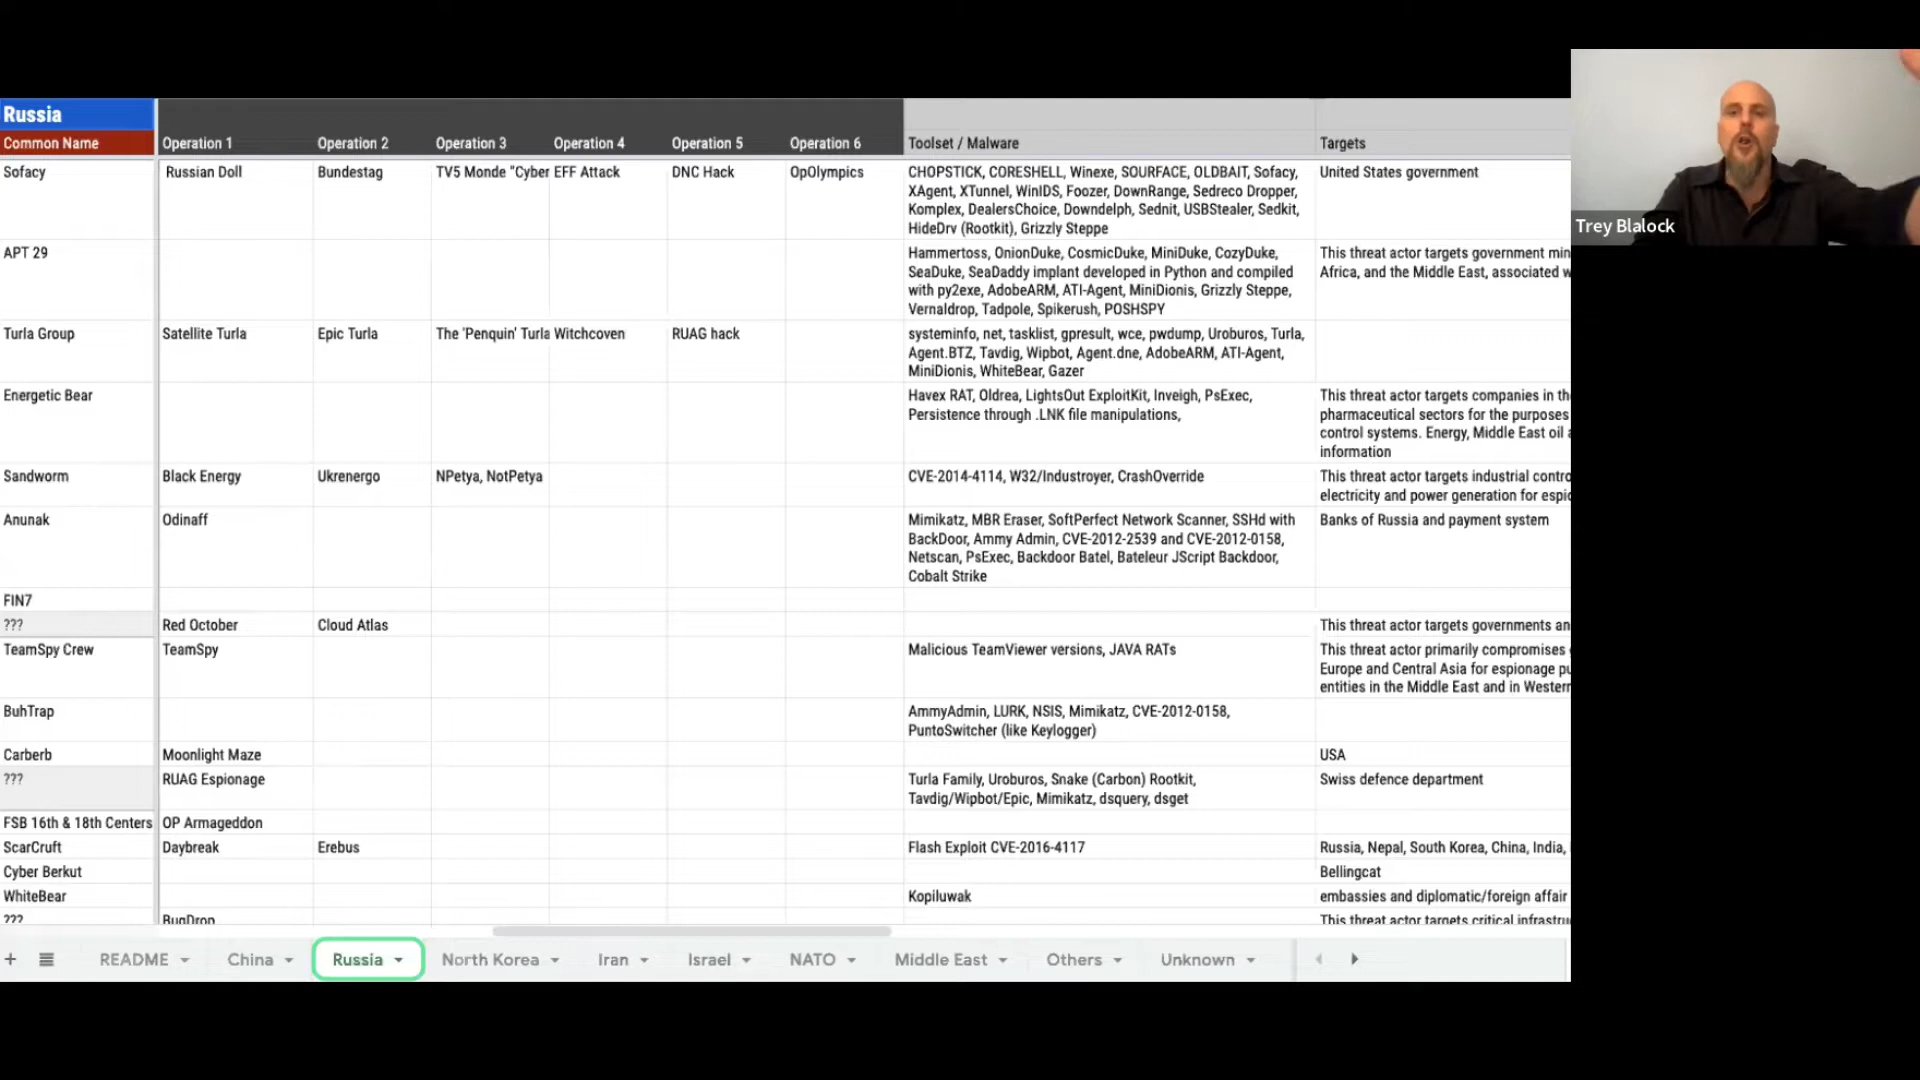 Russia
Common Name Operation 1 Operation 2 Operation 3 Operation 4 Operation 5 Operation 6 Toolset / Malware Targets
Sofacy Russian Doll Bundestag TV5 Monde "Cyber EFF Attack DNC Hack OpOlympics CHOPSTICK, CORESHELL, Winexe, SOURFACE, OLDBAIT, Sofacy, United States government
XAgent, XTunnel, WinIDS, Foozer, DownRange, Sedreco Dropper,
Komplex, DealersChoice, Downdelph, Sednit, USBStealer, Sedkit,
HideDrv (Rootkit), Grizzly Steppe
APT 29 Hammertoss, OnionDuke, CosmicDuke, MiniDuke, CozyDuke, This threat actor targets government min
SeaDuke, SeaDaddy implant developed in Python and compiled Africa, and the Middle East, associated w
with py2exe, AdobeARM, ATI-Agent, MiniDionis, Grizzly Steppe,
Vernaldrop, Tadpole, Spikerush, POSHSPY
Turla Group Satellite Turla Epic Turla The 'Penquin' Turla Witchcoven RUAG hack systeminfo, net, tasklist, gpresult, wce, pwdump, Uroburos, Turla,
Agent.BTZ, Tavdig, Wipbot, Agent.dne, AdobeARM, ATI-Agent,
MiniDionis, WhiteBear, Gazer
Energetic Bear Havex RAT, Oldrea, LightsOut ExploitKit, Inveigh, PsExec, This threat actor targets companies in th
Persistence through .LNK file manipulations, pharmaceutical sectors for the purposes
control systems. Energy, Middle East oil
information
Sandworm Black Energy Ukrenergo NPetya, NotPetya CVE-2014-4114, W32/Industroyer, CrashOverride This threat actor targets industrial contro
electricity and power generation for espio
Anunak Odinaff Mimikatz, MBR Eraser, SoftPerfect Network Scanner, SSHd with Banks of Russia and payment system
BackDoor, Ammy Admin, CVE-2012-2539 and CVE-2012-0158,
Netscan, PsExec, Backdoor Batel, Bateleur JScript Backdoor,
Cobalt Strike
FIN7
??? Red October Cloud Atlas This threat actor targets governments an
TeamSpy Crew TeamSpy Malicious TeamViewer versions, JAVA RATs This threat actor primarily compromises
Europe and Central Asia for espionage pu
entities in the Middle East and in Western
BuhTrap AmmyAdmin, LURK, NSIS, Mimikatz, CVE-2012-0158,
PuntoSwitcher (like Keylogger)
Carberb Moonlight Maze USA
??? RUAG Espionage Turla Family, Uroburos, Snake (Carbon) Rootkit, Swiss defence department
Tavdig/Wipbot/Epic, Mimikatz, dsquery, dsget
FSB 16th & 18th Centers OP Armageddon
ScarCruft Daybreak Erebus Flash Exploit CVE-2016-4117 Russia, Nepal, South Korea, China, India,
Cyber Berkut Bellingcat
WhiteBear Kopiluwak embassies and diplomatic/foreign affair
??? BugDrop This threat actor targets critical infrastru
+ README China Russia North Korea Iran Israel NATO Middle East Others Unknown
Trey Blalock